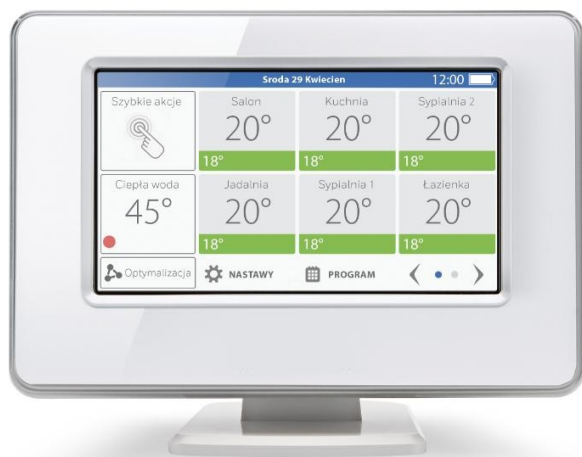 Sroda 29 Kwiecien 12:00
Szybkie akcje
Salon
20°
18°
Kuchnia
20°
18°
Sypialnia 2
20°
18°
Ciepła woda
45°
Jadalnia
20°
18°
Sypialnia 1
20°
18°
Łazienka
20°
18°
Optymalizacja
NASTAWY
PROGRAM